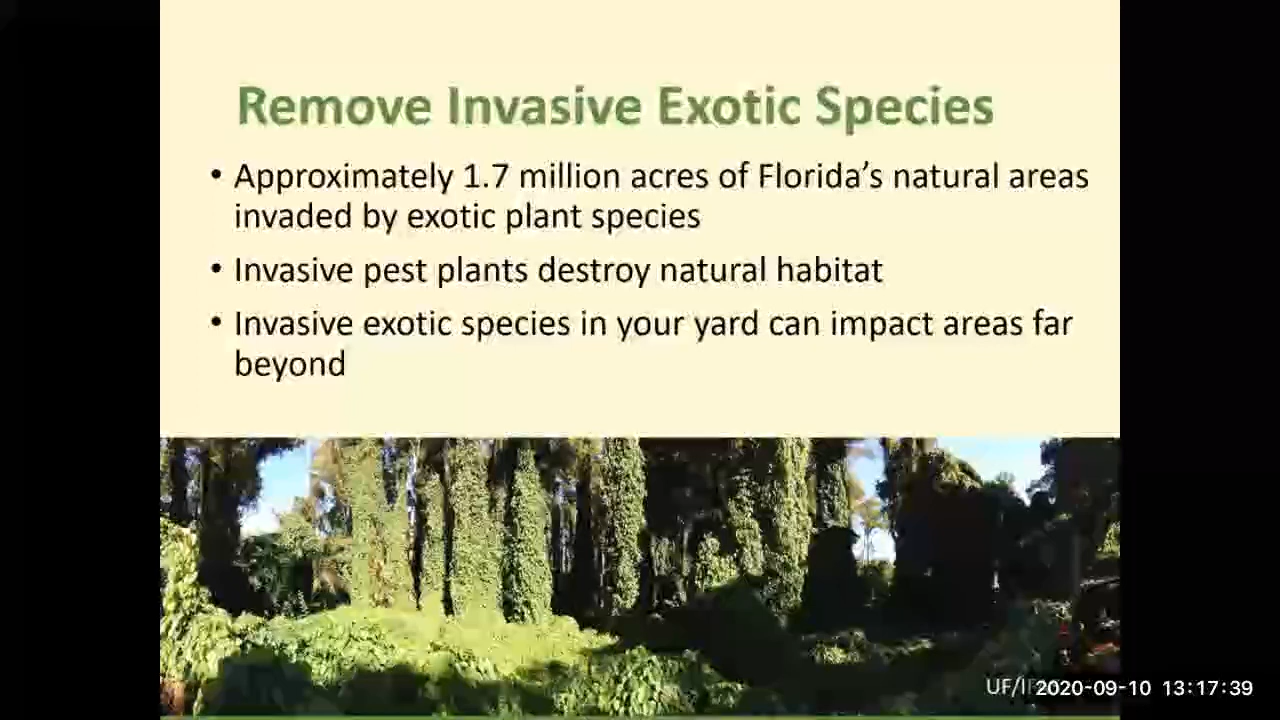 Remove Invasive Exotic Species
• Approximately 1.7 million acres of Florida’s natural areas
invaded by exotic plant species
• Invasive pest plants destroy natural habitat
• Invasive exotic species in your yard can impact areas far
beyond
2020-09-10 13:17:39